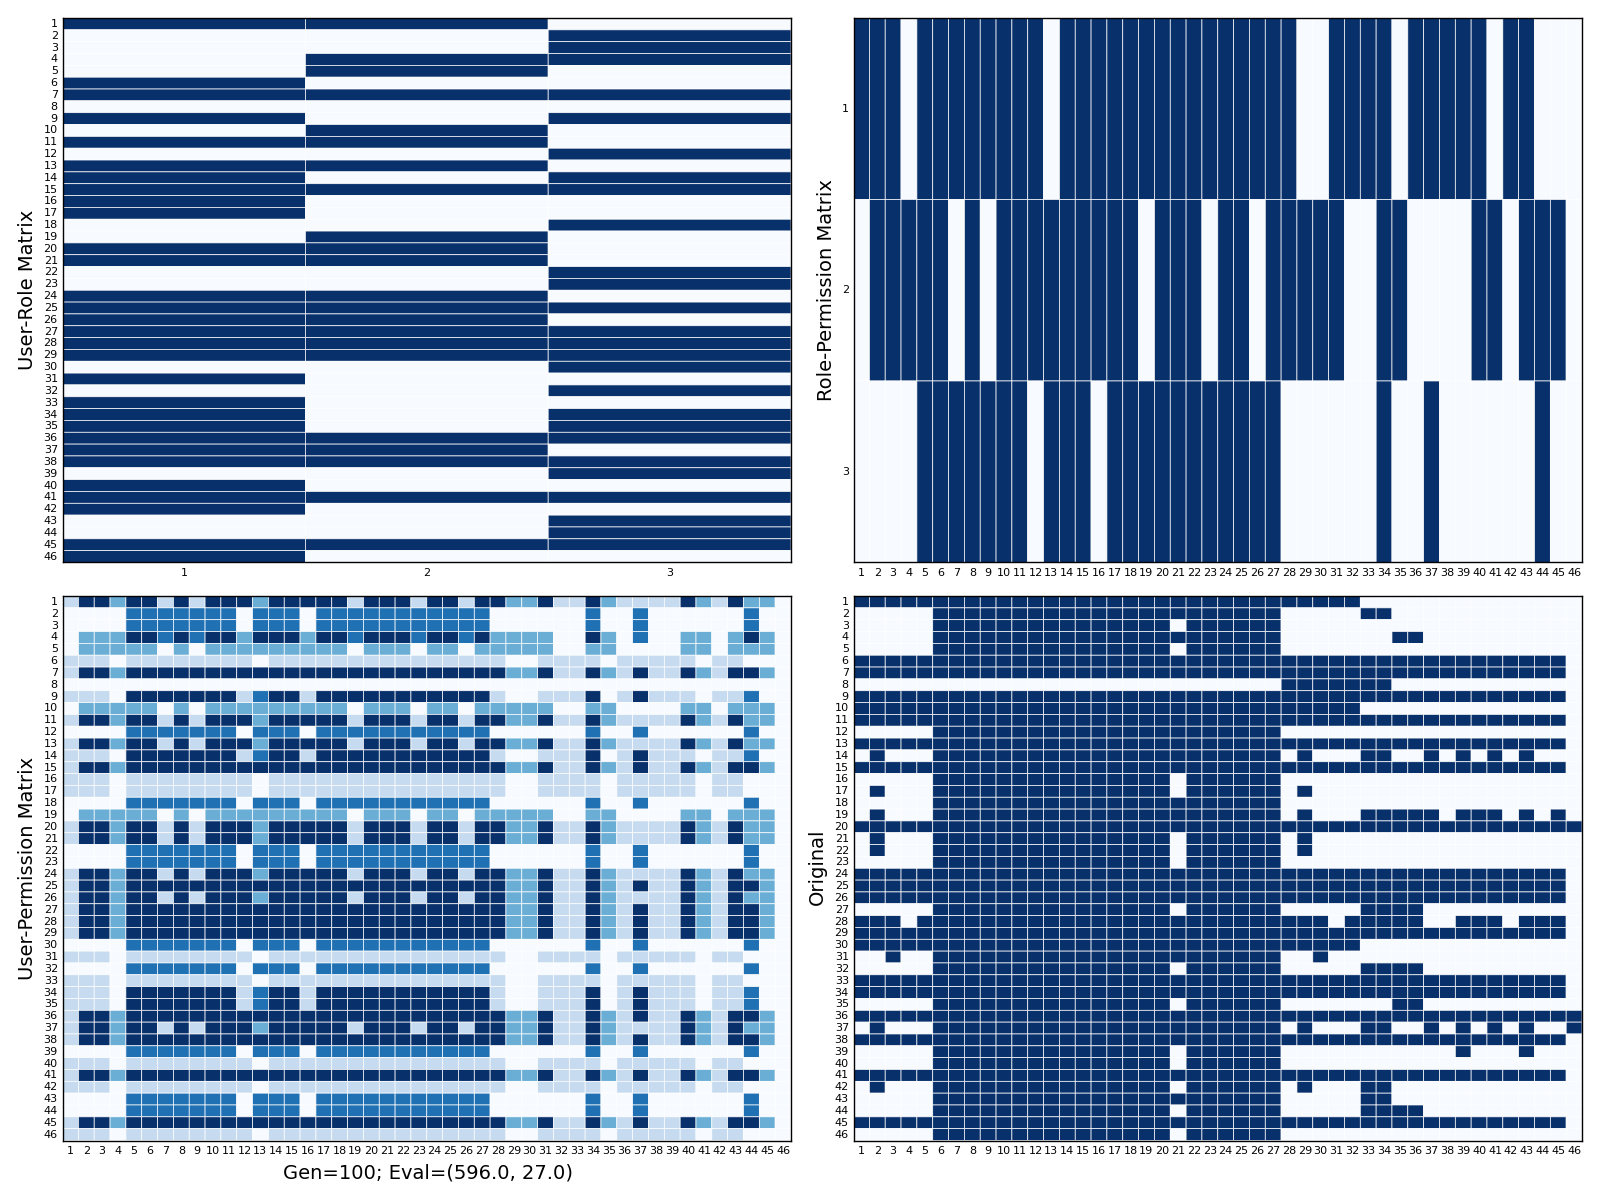 User-Role Matrix
1 2 3 4 5 6 7 8 9 10 11 12 13 14 15 16 17 18 19 20 21 22 23 24 25 26 27 28 29 30 31 32 33 34 35 36 37 38 39 40 41 42 43 44 45 46
1 2 3
Role-Permission Matrix
1 2 3
1 2 3 4 5 6 7 8 9 10 11 12 13 14 15 16 17 18 19 20 21 22 23 24 25 26 27 28 29 30 31 32 33 34 35 36 37 38 39 40 41 42 43 44 45 46
User-Permission Matrix
1 2 3 4 5 6 7 8 9 10 11 12 13 14 15 16 17 18 19 20 21 22 23 24 25 26 27 28 29 30 31 32 33 34 35 36 37 38 39 40 41 42 43 44 45 46
1 2 3 4 5 6 7 8 9 10 11 12 13 14 15 16 17 18 19 20 21 22 23 24 25 26 27 28 29 30 31 32 33 34 35 36 37 38 39 40 41 42 43 44 45 46
Gen=100; Eval=(596.0, 27.0)
Original
1 2 3 4 5 6 7 8 9 10 11 12 13 14 15 16 17 18 19 20 21 22 23 24 25 26 27 28 29 30 31 32 33 34 35 36 37 38 39 40 41 42 43 44 45 46
1 2 3 4 5 6 7 8 9 10 11 12 13 14 15 16 17 18 19 20 21 22 23 24 25 26 27 28 29 30 31 32 33 34 35 36 37 38 39 40 41 42 43 44 45 46